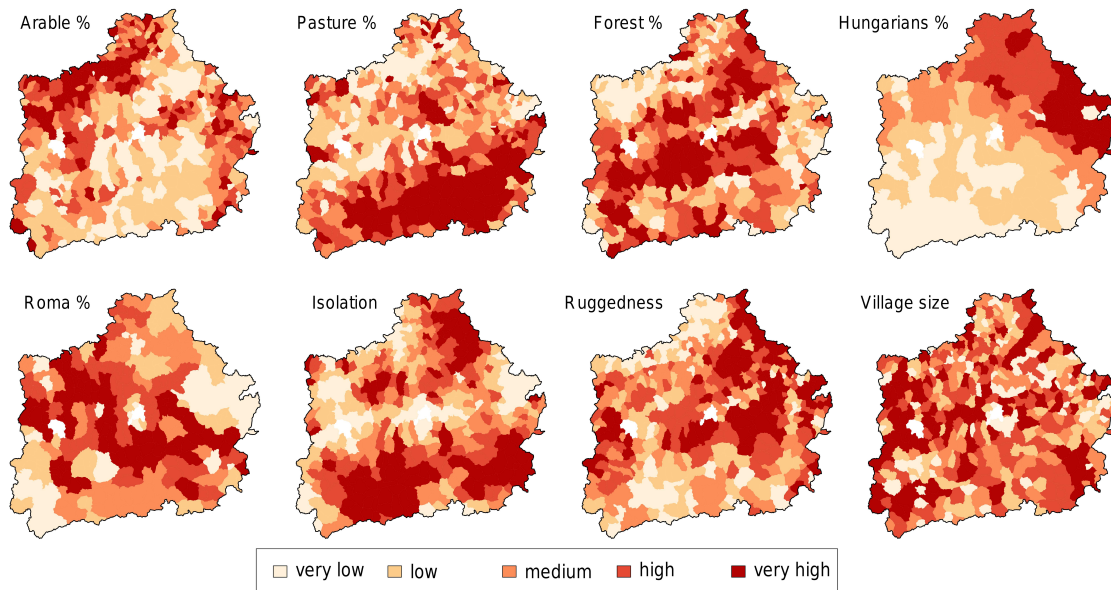 Arable %
Pasture %
Forest %
Hungarians %
Roma %
Isolation
Ruggedness
Village size
very low
low
medium
high
very high